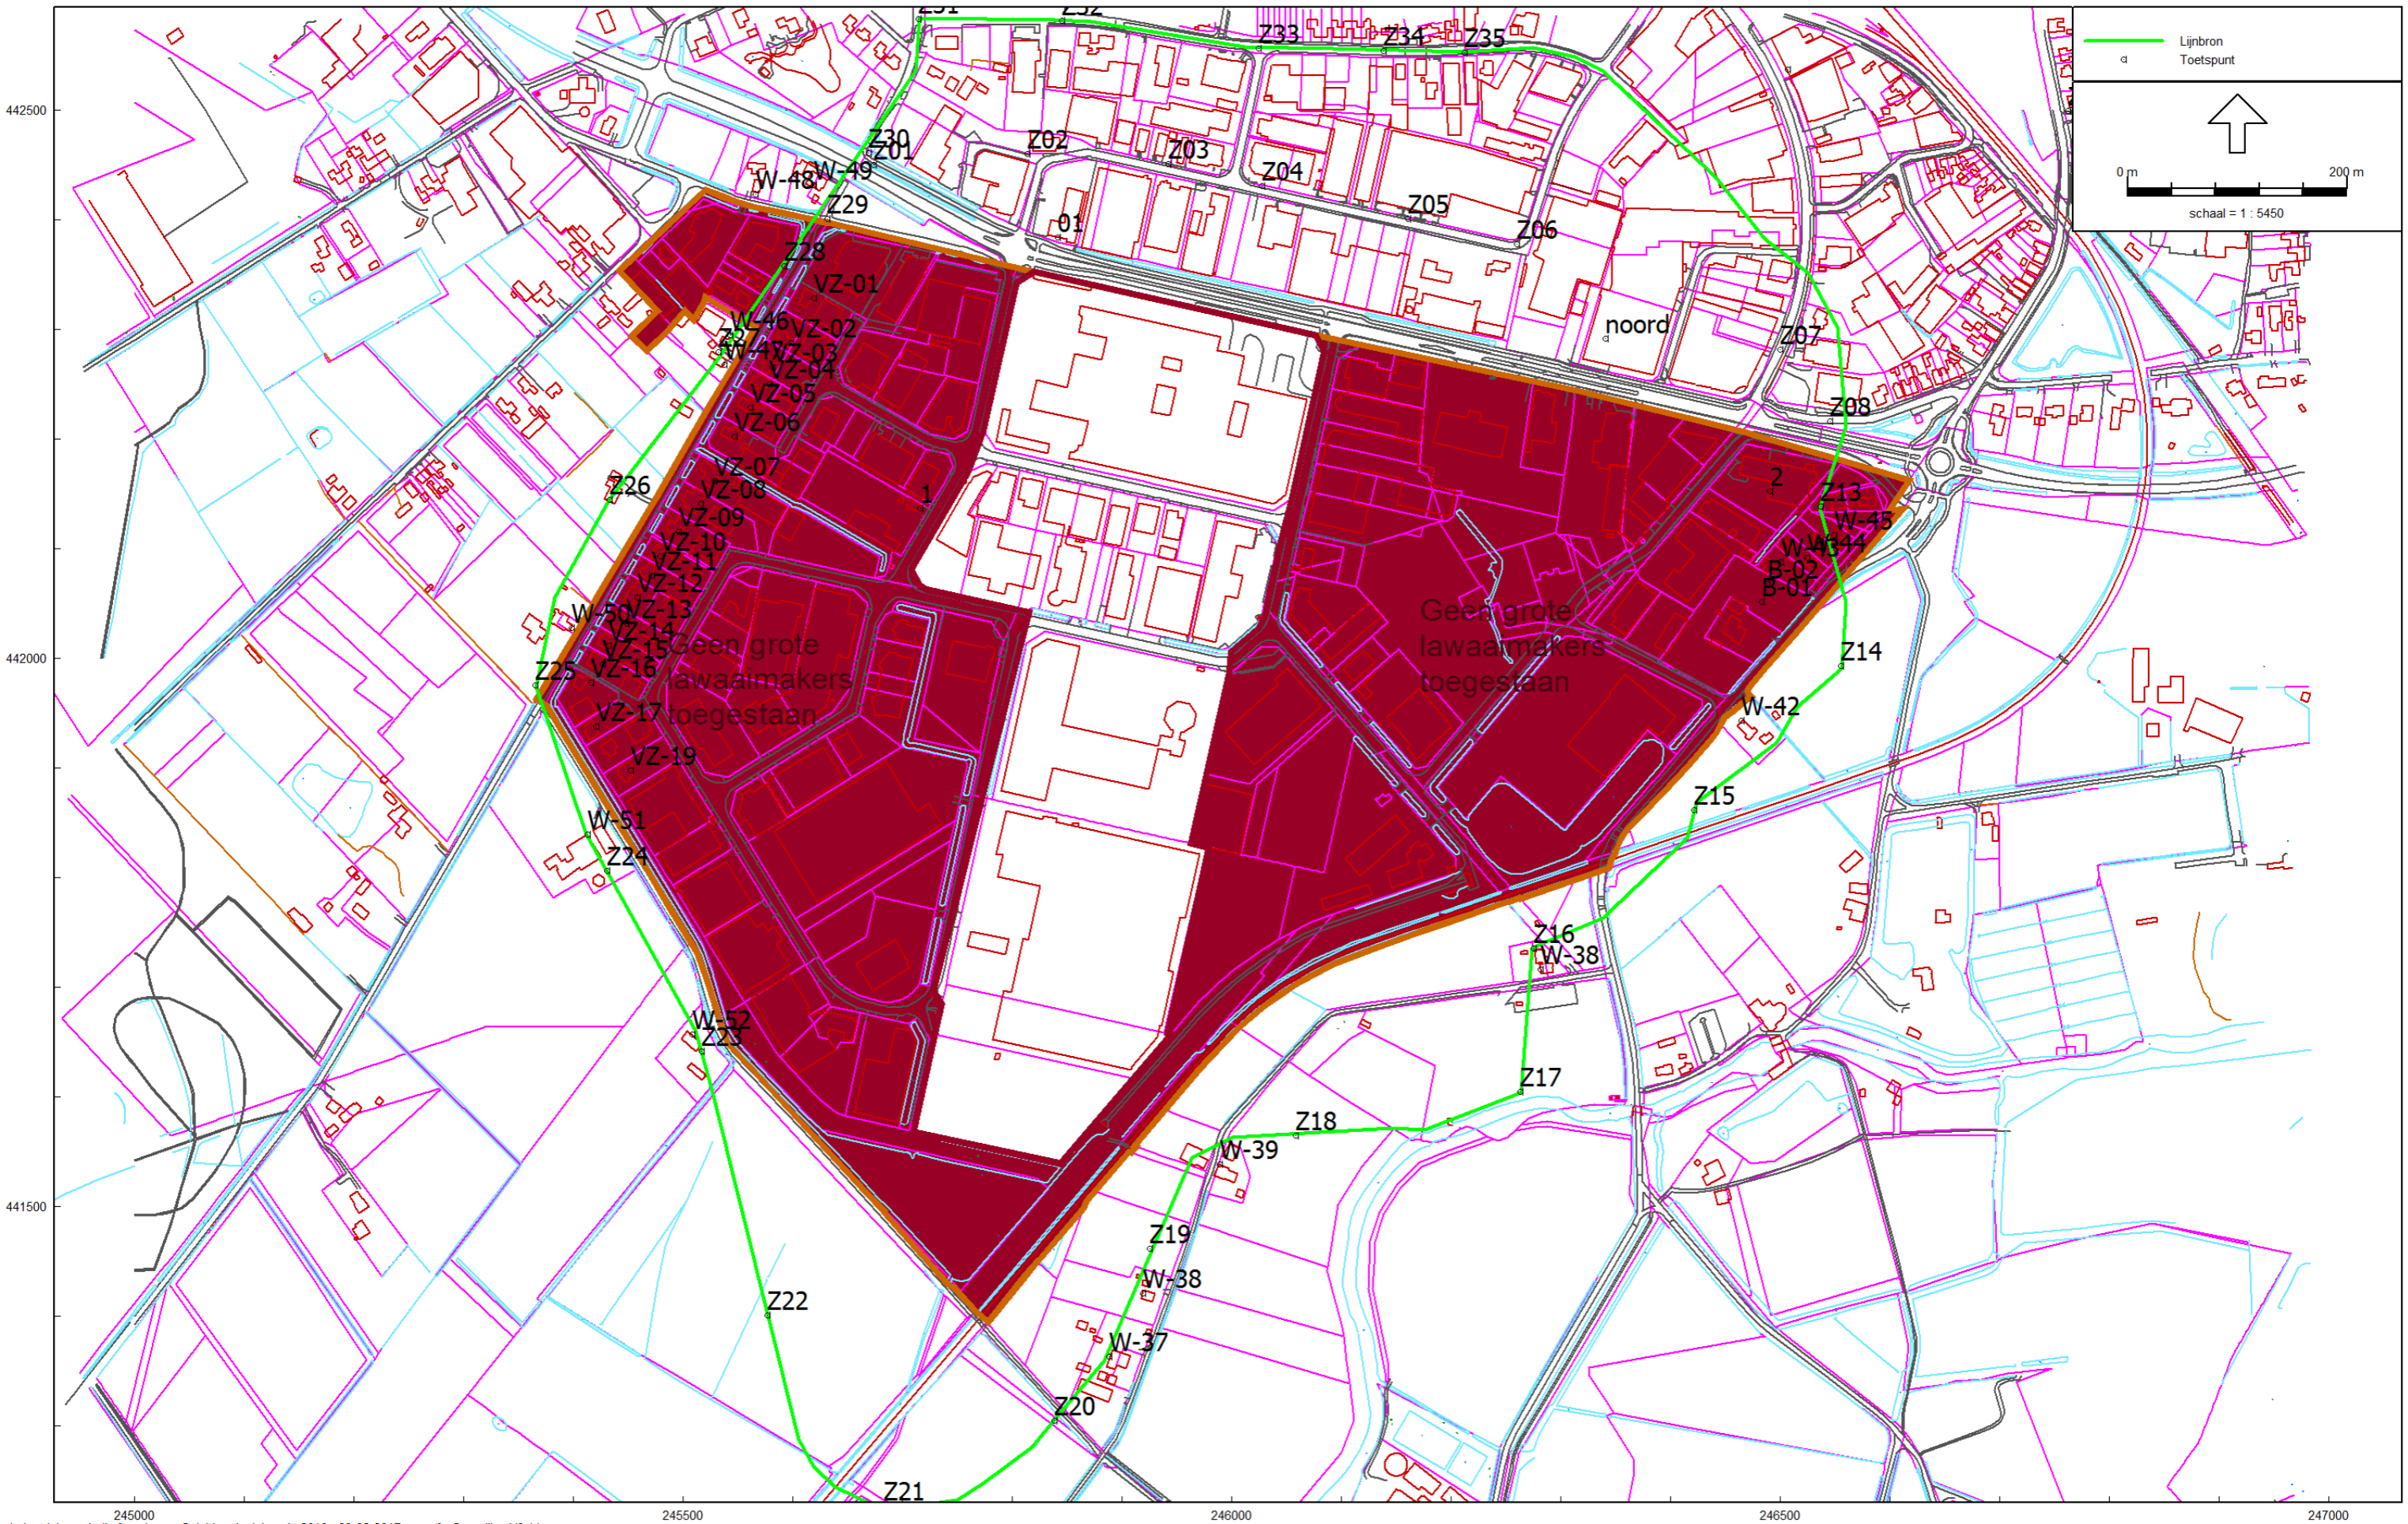 Z31
Z32
Z33
Z34
Z35
Lijnbron
Toetspunt
0 m
200 m
schaal = 1 : 5450
442500
Z30
Z01
Z02
Z03
Z04
Z05
Z06
W-48
W-49
Z29
01
Z28
VZ-01
W-46
VZ-02
W-47
VZ-03
VZ-04
VZ-05
VZ-06
noord
Z07
Z08
VZ-07
Z26
VZ-08
1
2
Z13
VZ-09
W-45
VZ-10
W-44
VZ-11
B-02
VZ-12
B-01
W-50
VZ-13
VZ-14
VZ-15
VZ-16
Geen grote
lawaaimakers
toegestaan
Geen grote
lawaaimakers
toegestaan
442000
Z25
Z14
VZ-17
W-42
VZ-19
Z15
W-51
Z24
Z16
W-38
W-52
Z23
Z17
Z18
W-39
441500
Z19
W-38
Z22
W-37
Z20
Z21
245000
245500
246000
246500
247000